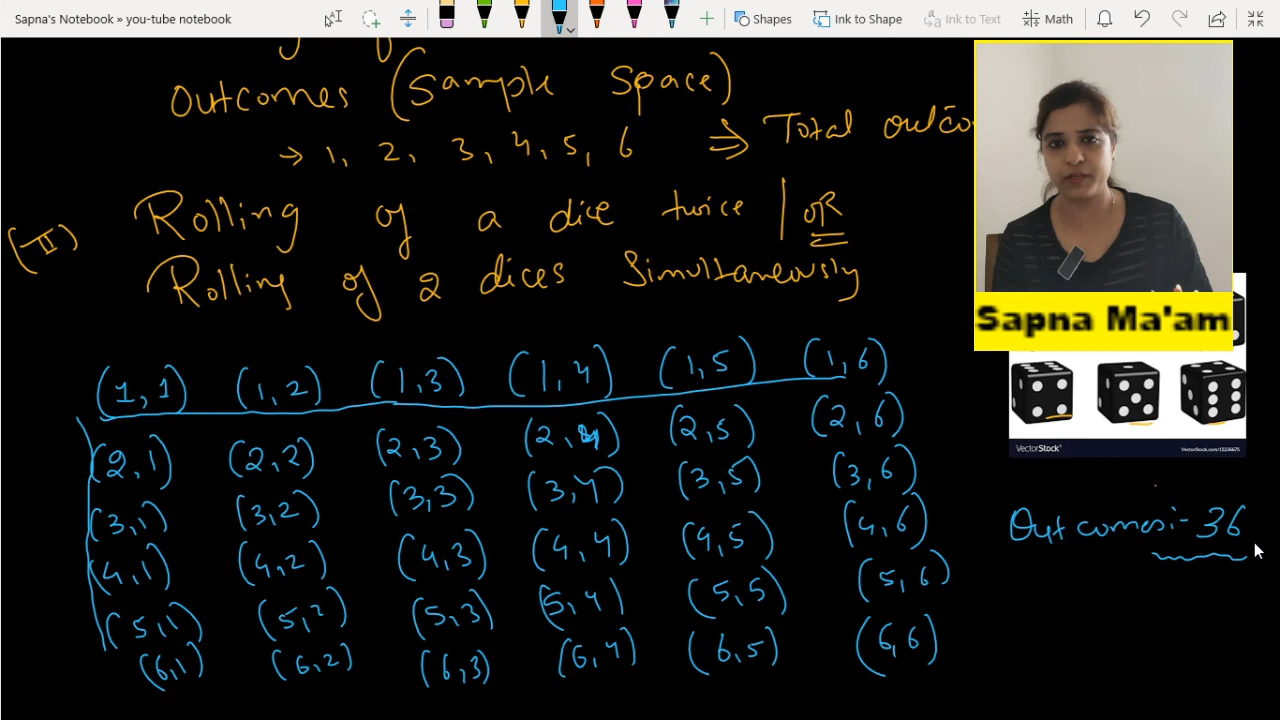 Sapna's Notebook » you-tube notebook
Shapes
Ink to Shape
Ink to Text
Math
Outcomes (Sample Space)
→ 1, 2, 3, 4, 5, 6 ⇒ Total outco
(II) Rolling of a dice twice | OR
Rolling of 2 dices Simultaneously
Sapna Ma'am
(1,1) (1,2) (1,3) (1,4) (1,5) (1,6)
(2,1) (2,2) (2,3) (2,4) (2,5) (2,6)
(3,1) (3,2) (3,3) (3,4) (3,5) (3,6)
(4,1) (4,2) (4,3) (4,4) (4,5) (4,6)
(5,1) (5,2) (5,3) (5,4) (5,5) (5,6)
(6,1) (6,2) (6,3) (6,4) (6,5) (6,6)
VectorStock®
Outcomes:- 36